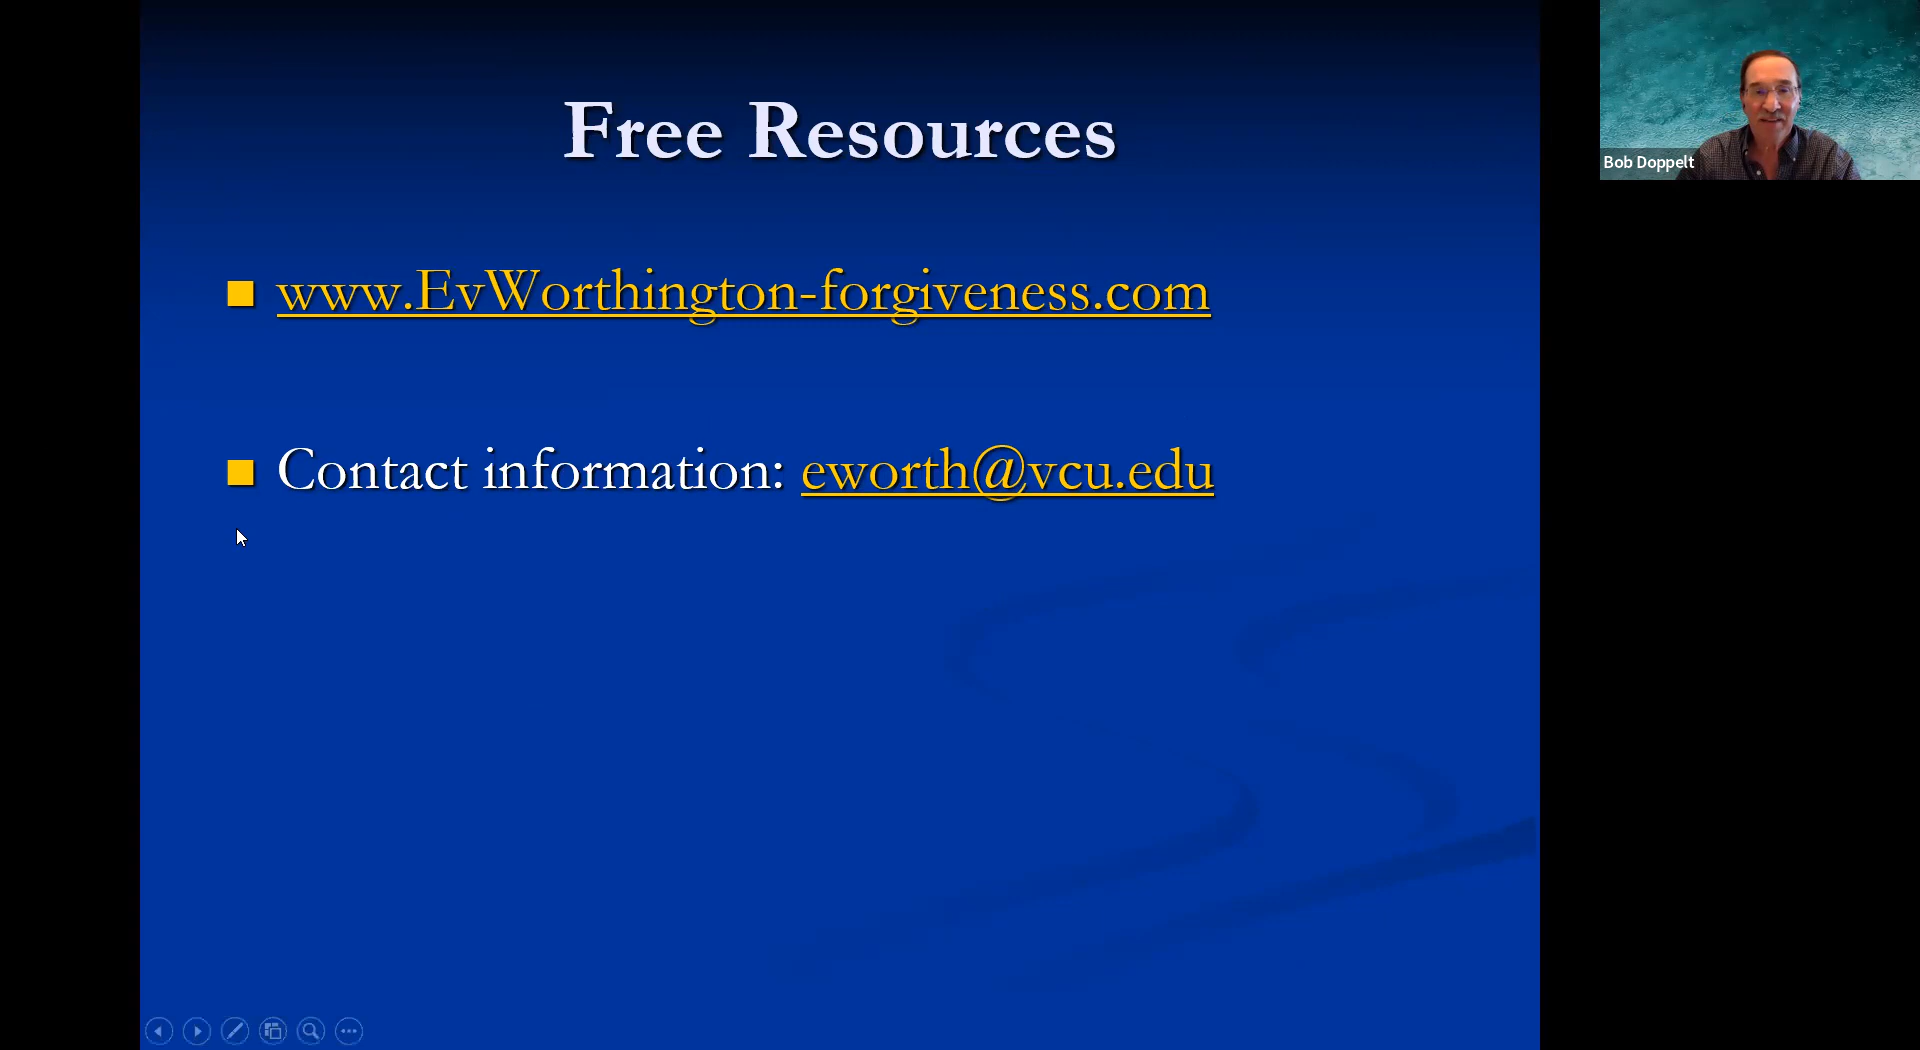 Free Resources
www.EvWorthington-forgiveness.com
Contact information: eworth@vcu.edu
Bob Doppelt